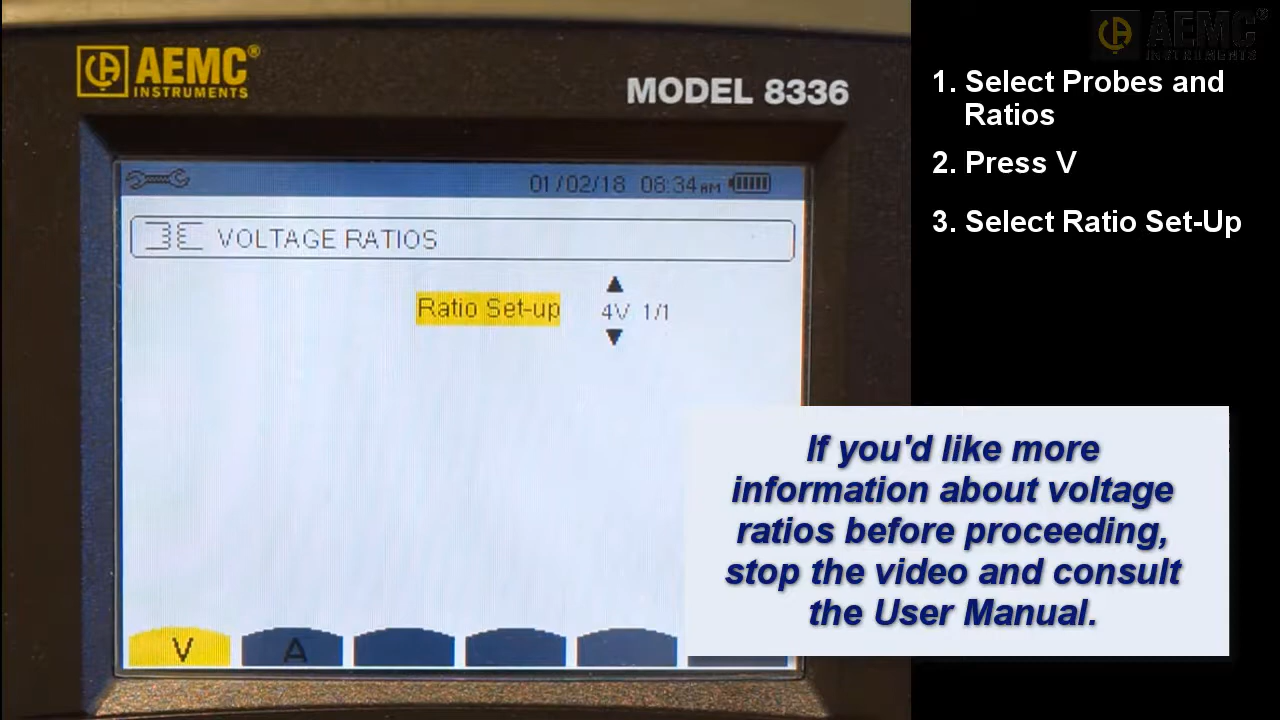 AEMC®
INSTRUMENTS
MODEL 8336
01/02/18 08:34AM
VOLTAGE RATIOS
Ratio Set-up 4V 1/1
V A
AEMC®
INSTRUMENTS
1. Select Probes and
Ratios
2. Press V
3. Select Ratio Set-Up
If you'd like more
information about voltage
ratios before proceeding,
stop the video and consult
the User Manual.